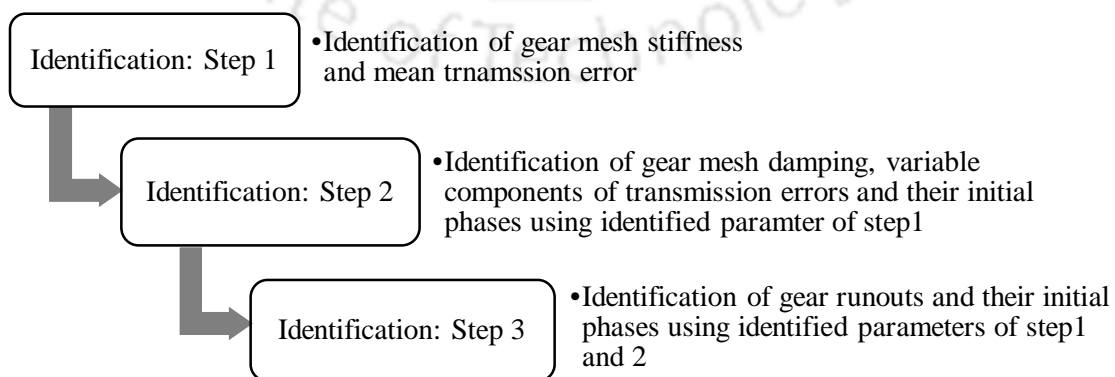 of Technolo
Identification: Step 1
•Identification of gear mesh stiffness
and mean trnamssion error
Identification: Step 2
•Identification of gear mesh damping, variable
components of transmission errors and their initial
phases using identified paramter of step1
Identification: Step 3
•Identification of gear runouts and their initial
phases using identified parameters of step1
and 2